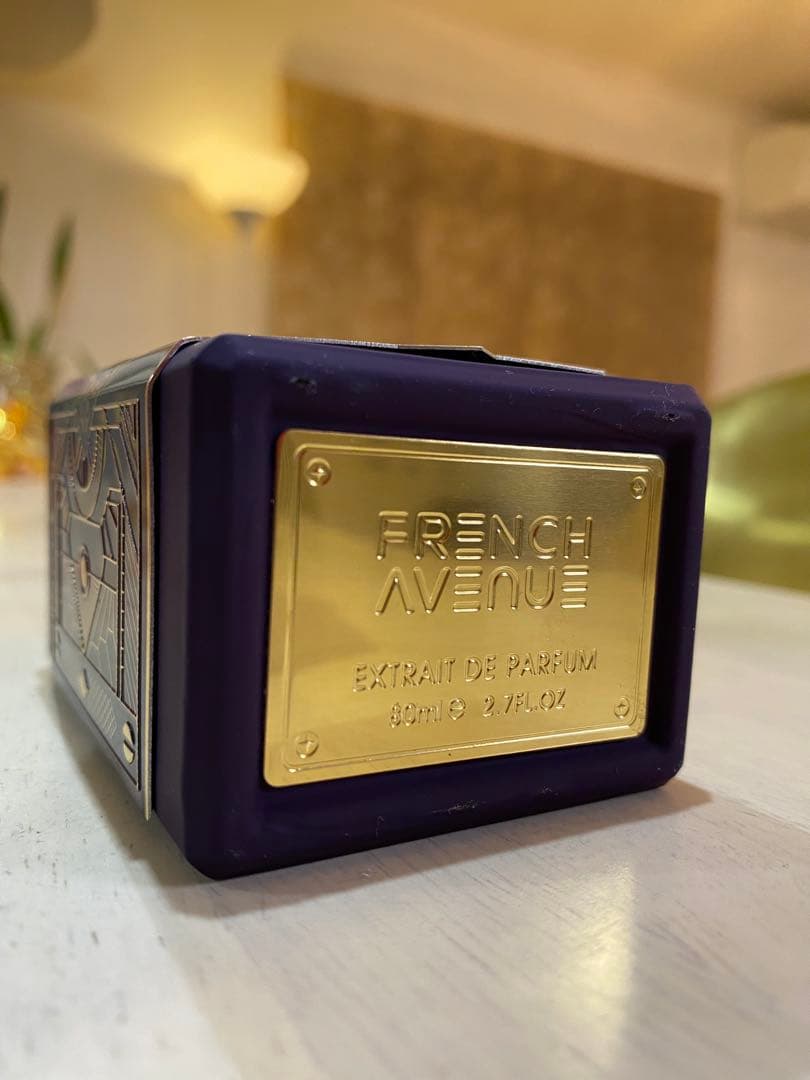 FRENCH
AVENUE
EXTRAIT DE PARFUM
80ml ℮ 2.7FL.OZ